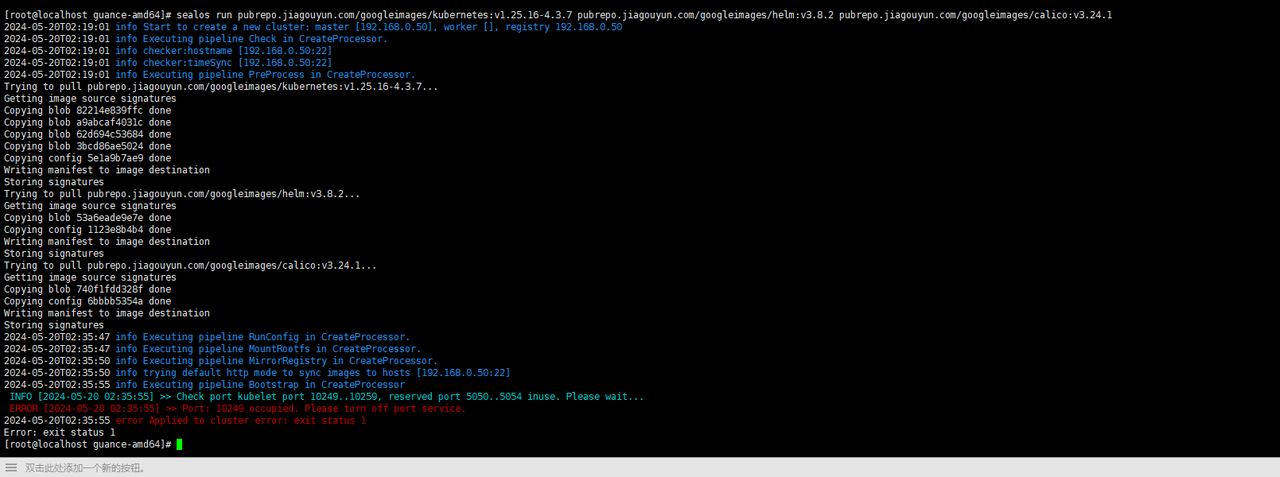 [root@localhost guance-amd64]# sealos run pubrepo.jiagouyun.com/googleimages/kubernetes:v1.25.16-4.3.7 pubrepo.jiagouyun.com/googleimages/helm:v3.8.2 pubrepo.jiagouyun.com/googleimages/calico:v3.24.1
2024-05-20T02:19:01 info Start to create a new cluster: master [192.168.0.50], worker [], registry 192.168.0.50
2024-05-20T02:19:01 info Executing pipeline Check in CreateProcessor.
2024-05-20T02:19:01 info checker:hostname [192.168.0.50:22]
2024-05-20T02:19:01 info checker:timeSync [192.168.0.50:22]
2024-05-20T02:19:01 info Executing pipeline PreProcess in CreateProcessor.
Trying to pull pubrepo.jiagouyun.com/googleimages/kubernetes:v1.25.16-4.3.7...
Getting image source signatures
Copying blob 82214e839ffc done
Copying blob a9abcaf4031c done
Copying blob 62d694c53684 done
Copying blob 3bcd86ae5024 done
Copying config 5e1a9b7ae9 done
Writing manifest to image destination
Storing signatures
Trying to pull pubrepo.jiagouyun.com/googleimages/helm:v3.8.2...
Getting image source signatures
Copying blob 53a6eade9e7e done
Copying config 1123e8b4b4 done
Writing manifest to image destination
Storing signatures
Trying to pull pubrepo.jiagouyun.com/googleimages/calico:v3.24.1...
Getting image source signatures
Copying blob 740f1fdd328f done
Copying config 6bbbb5354a done
Writing manifest to image destination
Storing signatures
2024-05-20T02:35:47 info Executing pipeline RunConfig in CreateProcessor.
2024-05-20T02:35:47 info Executing pipeline MountRootfs in CreateProcessor.
2024-05-20T02:35:50 info Executing pipeline MirrorRegistry in CreateProcessor.
2024-05-20T02:35:50 info trying default http mode to sync images to hosts [192.168.0.50:22]
2024-05-20T02:35:55 info Executing pipeline Bootstrap in CreateProcessor
INFO [2024-05-20 02:35:55] >> Check port kubelet port 10249..10259, reserved port 5050..5054 inuse. Please wait...
ERROR [2024-05-20 02:35:55] >> Port: 10249 occupied. Please turn off port service.
2024-05-20T02:35:55 error Applied to cluster error: exit status 1
Error: exit status 1
[root@localhost guance-amd64]#
双击此处添加一个新的按钮。